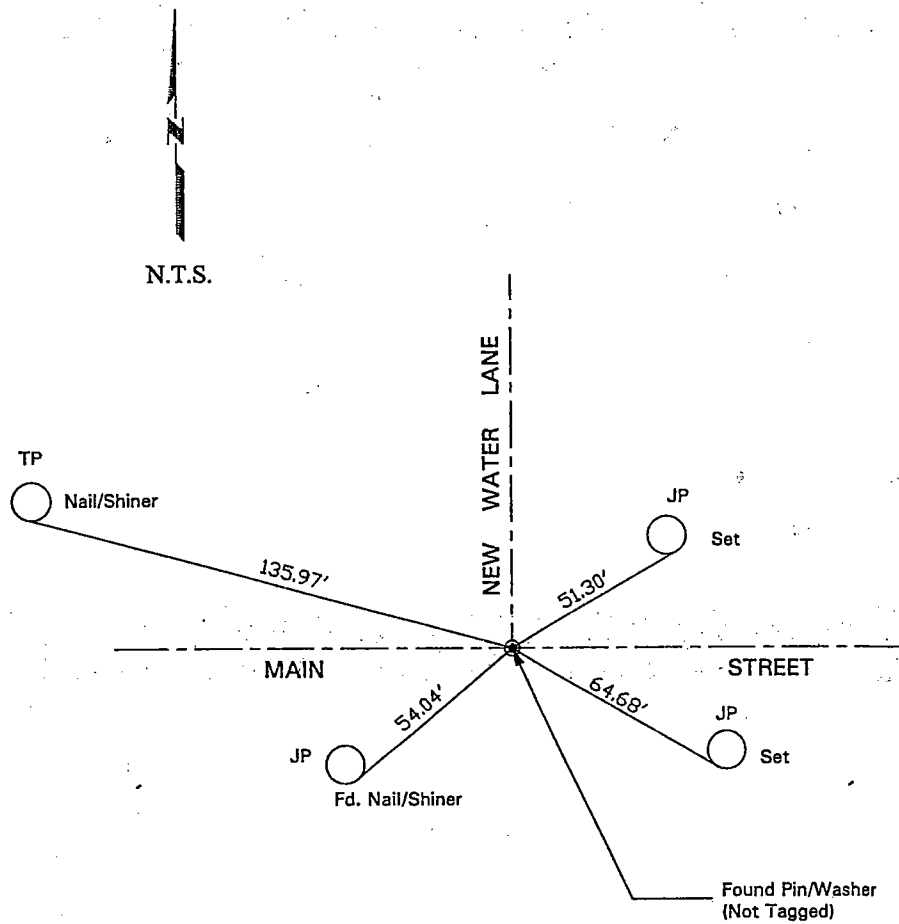 N
N.T.S.
NEW WATER LANE
TP
Nail/Shiner
JP
Set
135.97'
51.30'
MAIN STREET
54.04'
64.68'
JP
Set
JP
Fd. Nail/Shiner
Found Pin/Washer
(Not Tagged)